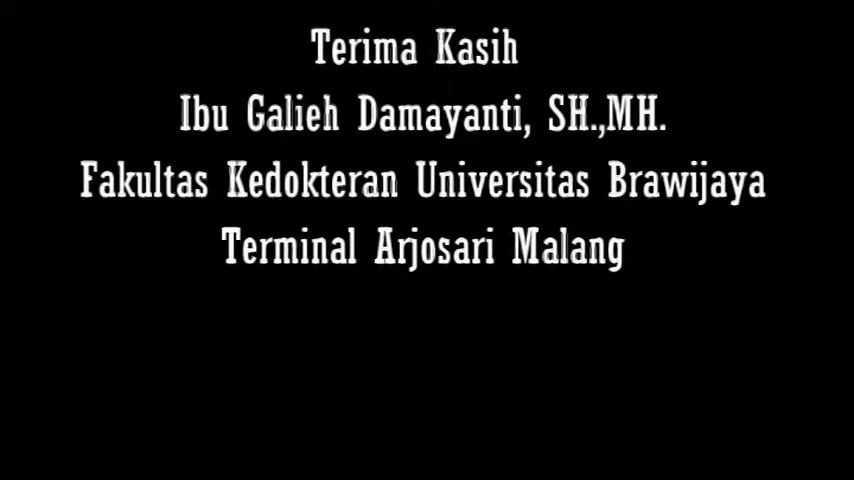 Terima Kasih
Ibu Galieh Damayanti, SH.,MH.
Fakultas Kedokteran Universitas Brawijaya
Terminal Arjosari Malang